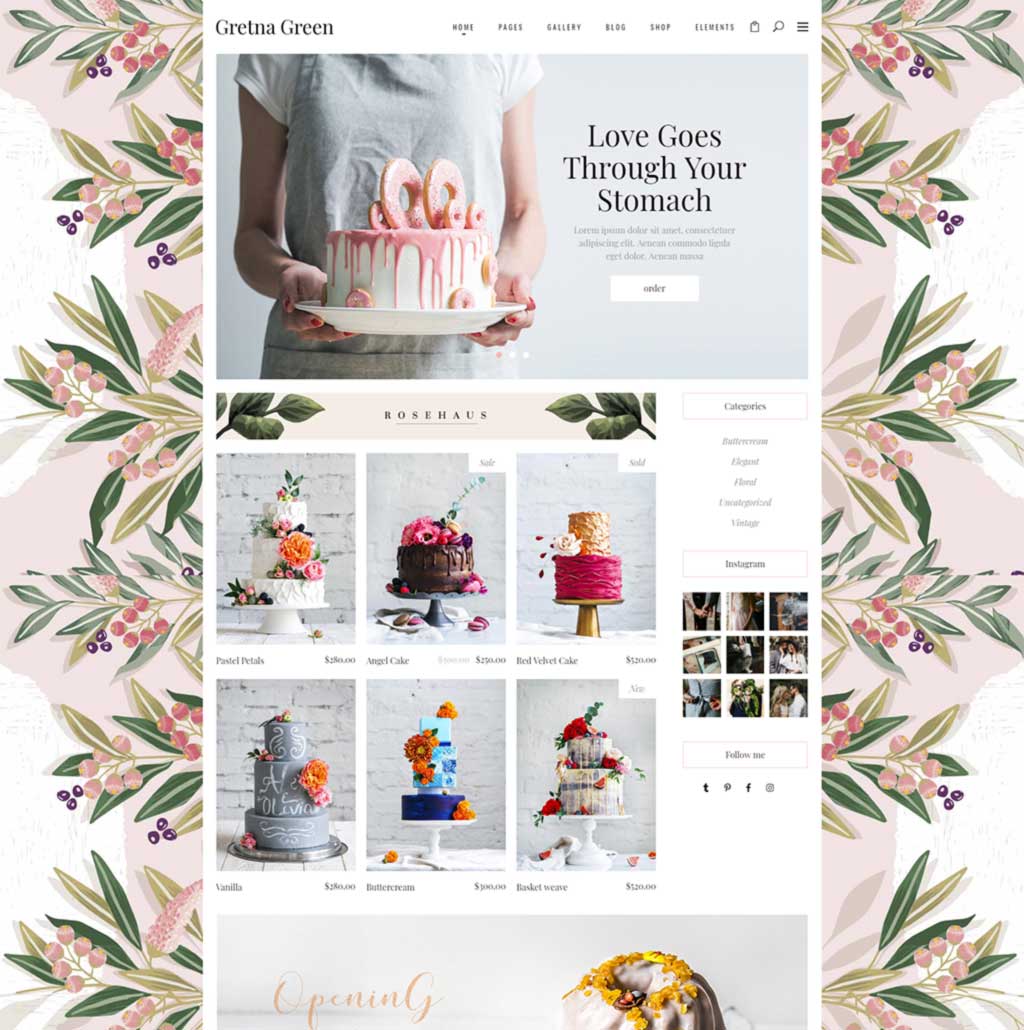 Gretna Green
HOME PAGES GALLERY BLOG SHOP ELEMENTS
Love Goes
Through Your
Stomach
Lorem ipsum dolor sit amet, consectetuer
adipiscing elit. Aenean commodo ligula
eget dolor. Aenean massa
order
ROSEHAUS
Categories
Buttercream
Elegant
Floral
Uncategorized
Vintage
Sale
Sold
Pastel Petals $280.00
Angel Cake $300.00 $250.00
Red Velvet Cake $520.00
Instagram
New
Follow me
Al &
Olivia
Vanilla $280.00
Buttercream $300.00
Basket weave $520.00
OpeninG